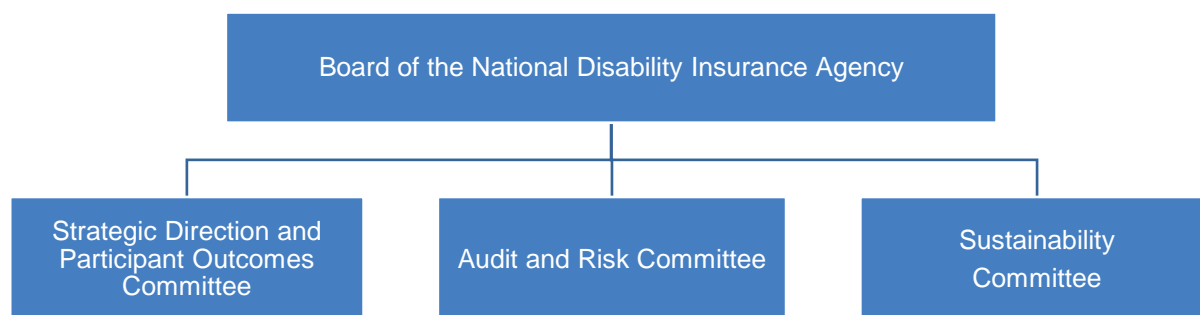 Board of the National Disability Insurance Agency
Strategic Direction and
Participant Outcomes
Committee
Audit and Risk Committee
Sustainability
Committee